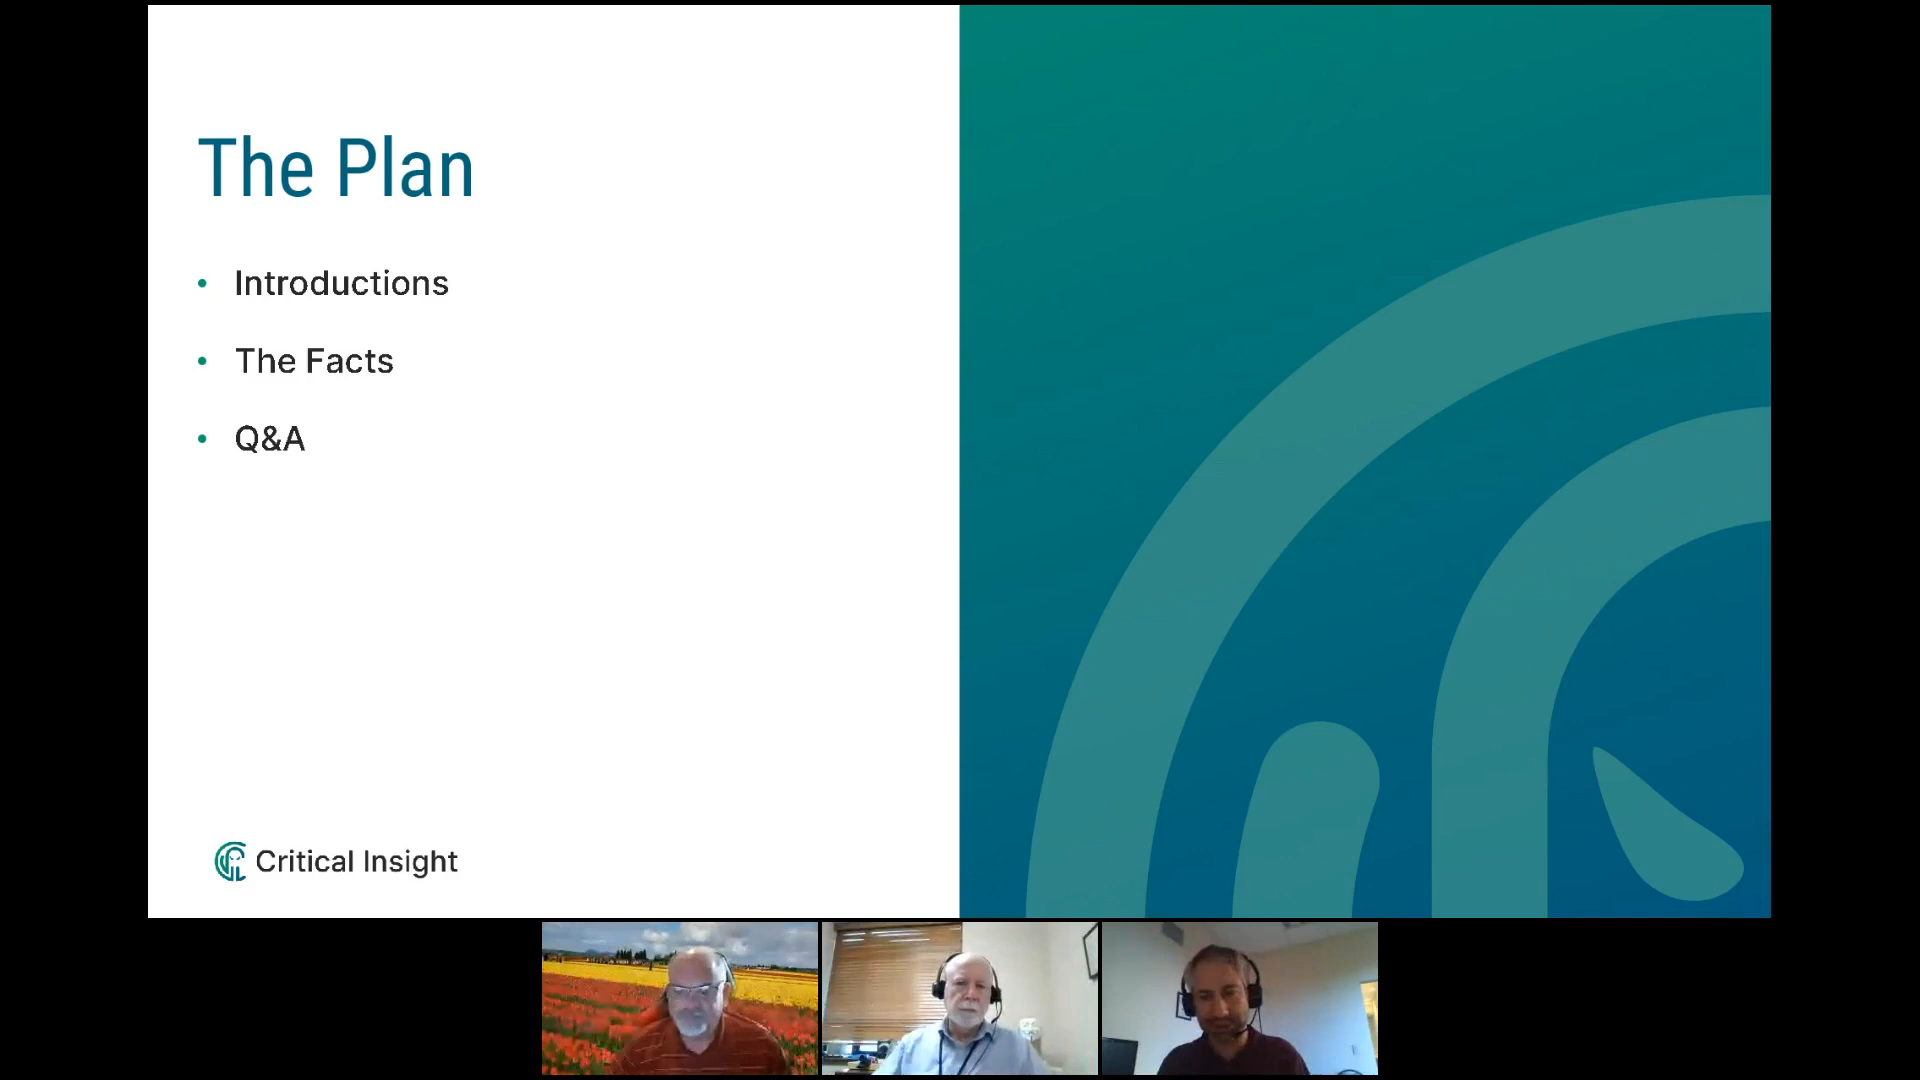 The Plan
• Introductions
• The Facts
• Q&A
Critical Insight